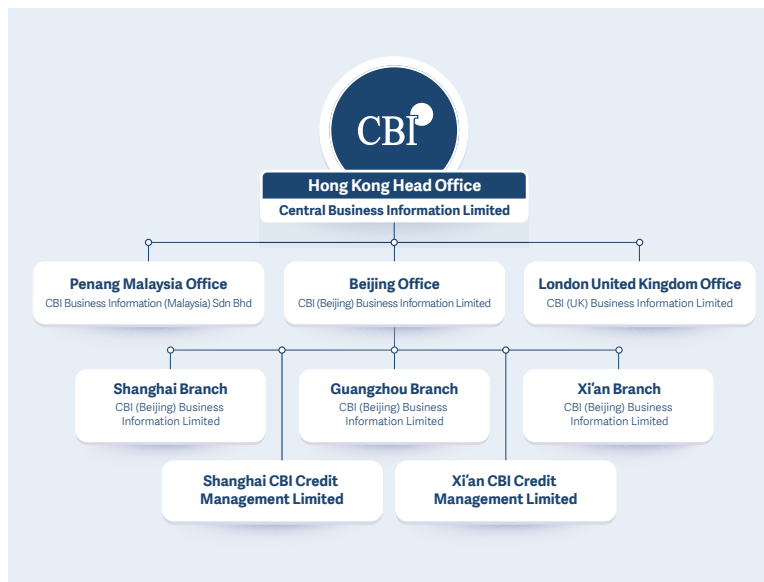 CBI
Hong Kong Head Office
Central Business Information Limited
Penang Malaysia Office
CBI Business Information (Malaysia) Sdn Bhd
Beijing Office
CBI (Beijing) Business Information Limited
London United Kingdom Office
CBI (UK) Business Information Limited
Shanghai Branch
CBI (Beijing) Business
Information Limited
Guangzhou Branch
CBI (Beijing) Business
Information Limited
Xi’an Branch
CBI (Beijing) Business
Information Limited
Shanghai CBI Credit
Management Limited
Xi’an CBI Credit
Management Limited